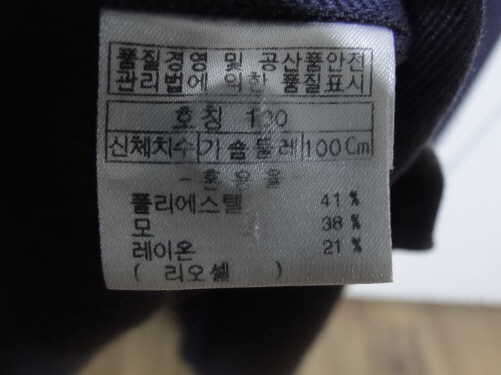 품질경영 및 공산품안전
관리법에 의한 품질표시
호칭 100
신체치수 가슴둘레 100Cm
- 혼용율
폴리에스텔 41 %
모 38 %
레이온 21 %
( 리오셀 )